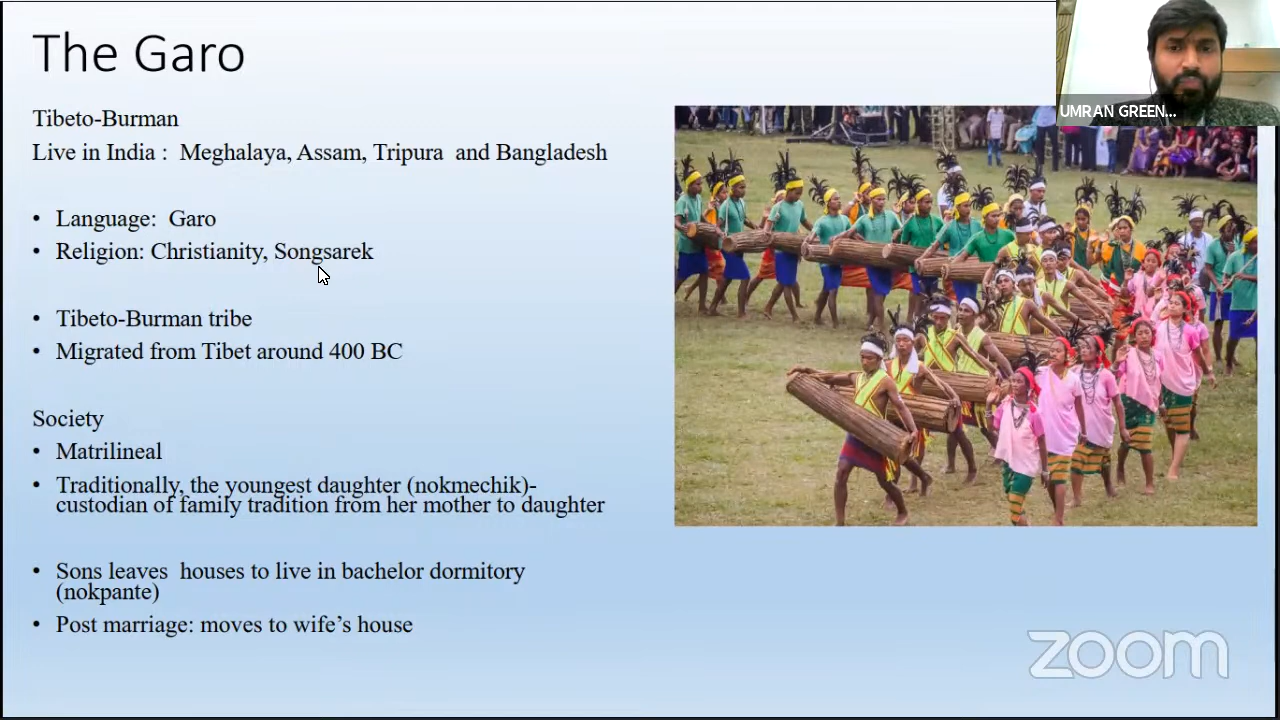 The Garo
UMRAN GREEN...
Tibeto-Burman
Live in India :  Meghalaya, Assam, Tripura  and Bangladesh
• Language:  Garo
• Religion: Christianity, Songsarek
• Tibeto-Burman tribe
• Migrated from Tibet around 400 BC
Society
• Matrilineal
• Traditionally, the youngest daughter (nokmechik)-
custodian of family tradition from her mother to daughter
• Sons leaves  houses to live in bachelor dormitory
(nokpante)
• Post marriage: moves to wife’s house
zoom